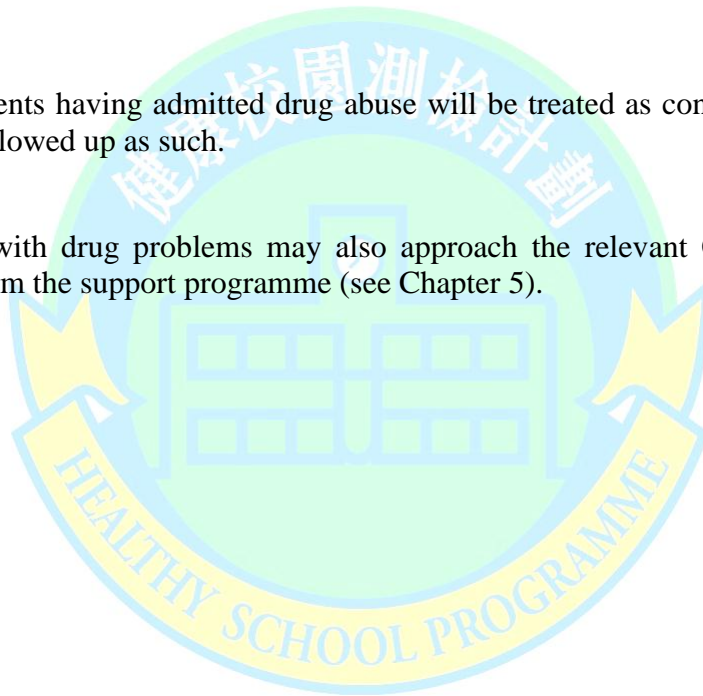 健康校園測檢計劃
ents having admitted drug abuse will be treated as con
lowed up as such.
with drug problems may also approach the relevant
m the support programme (see Chapter 5).
HEALTHY SCHOOL PROGRAMME